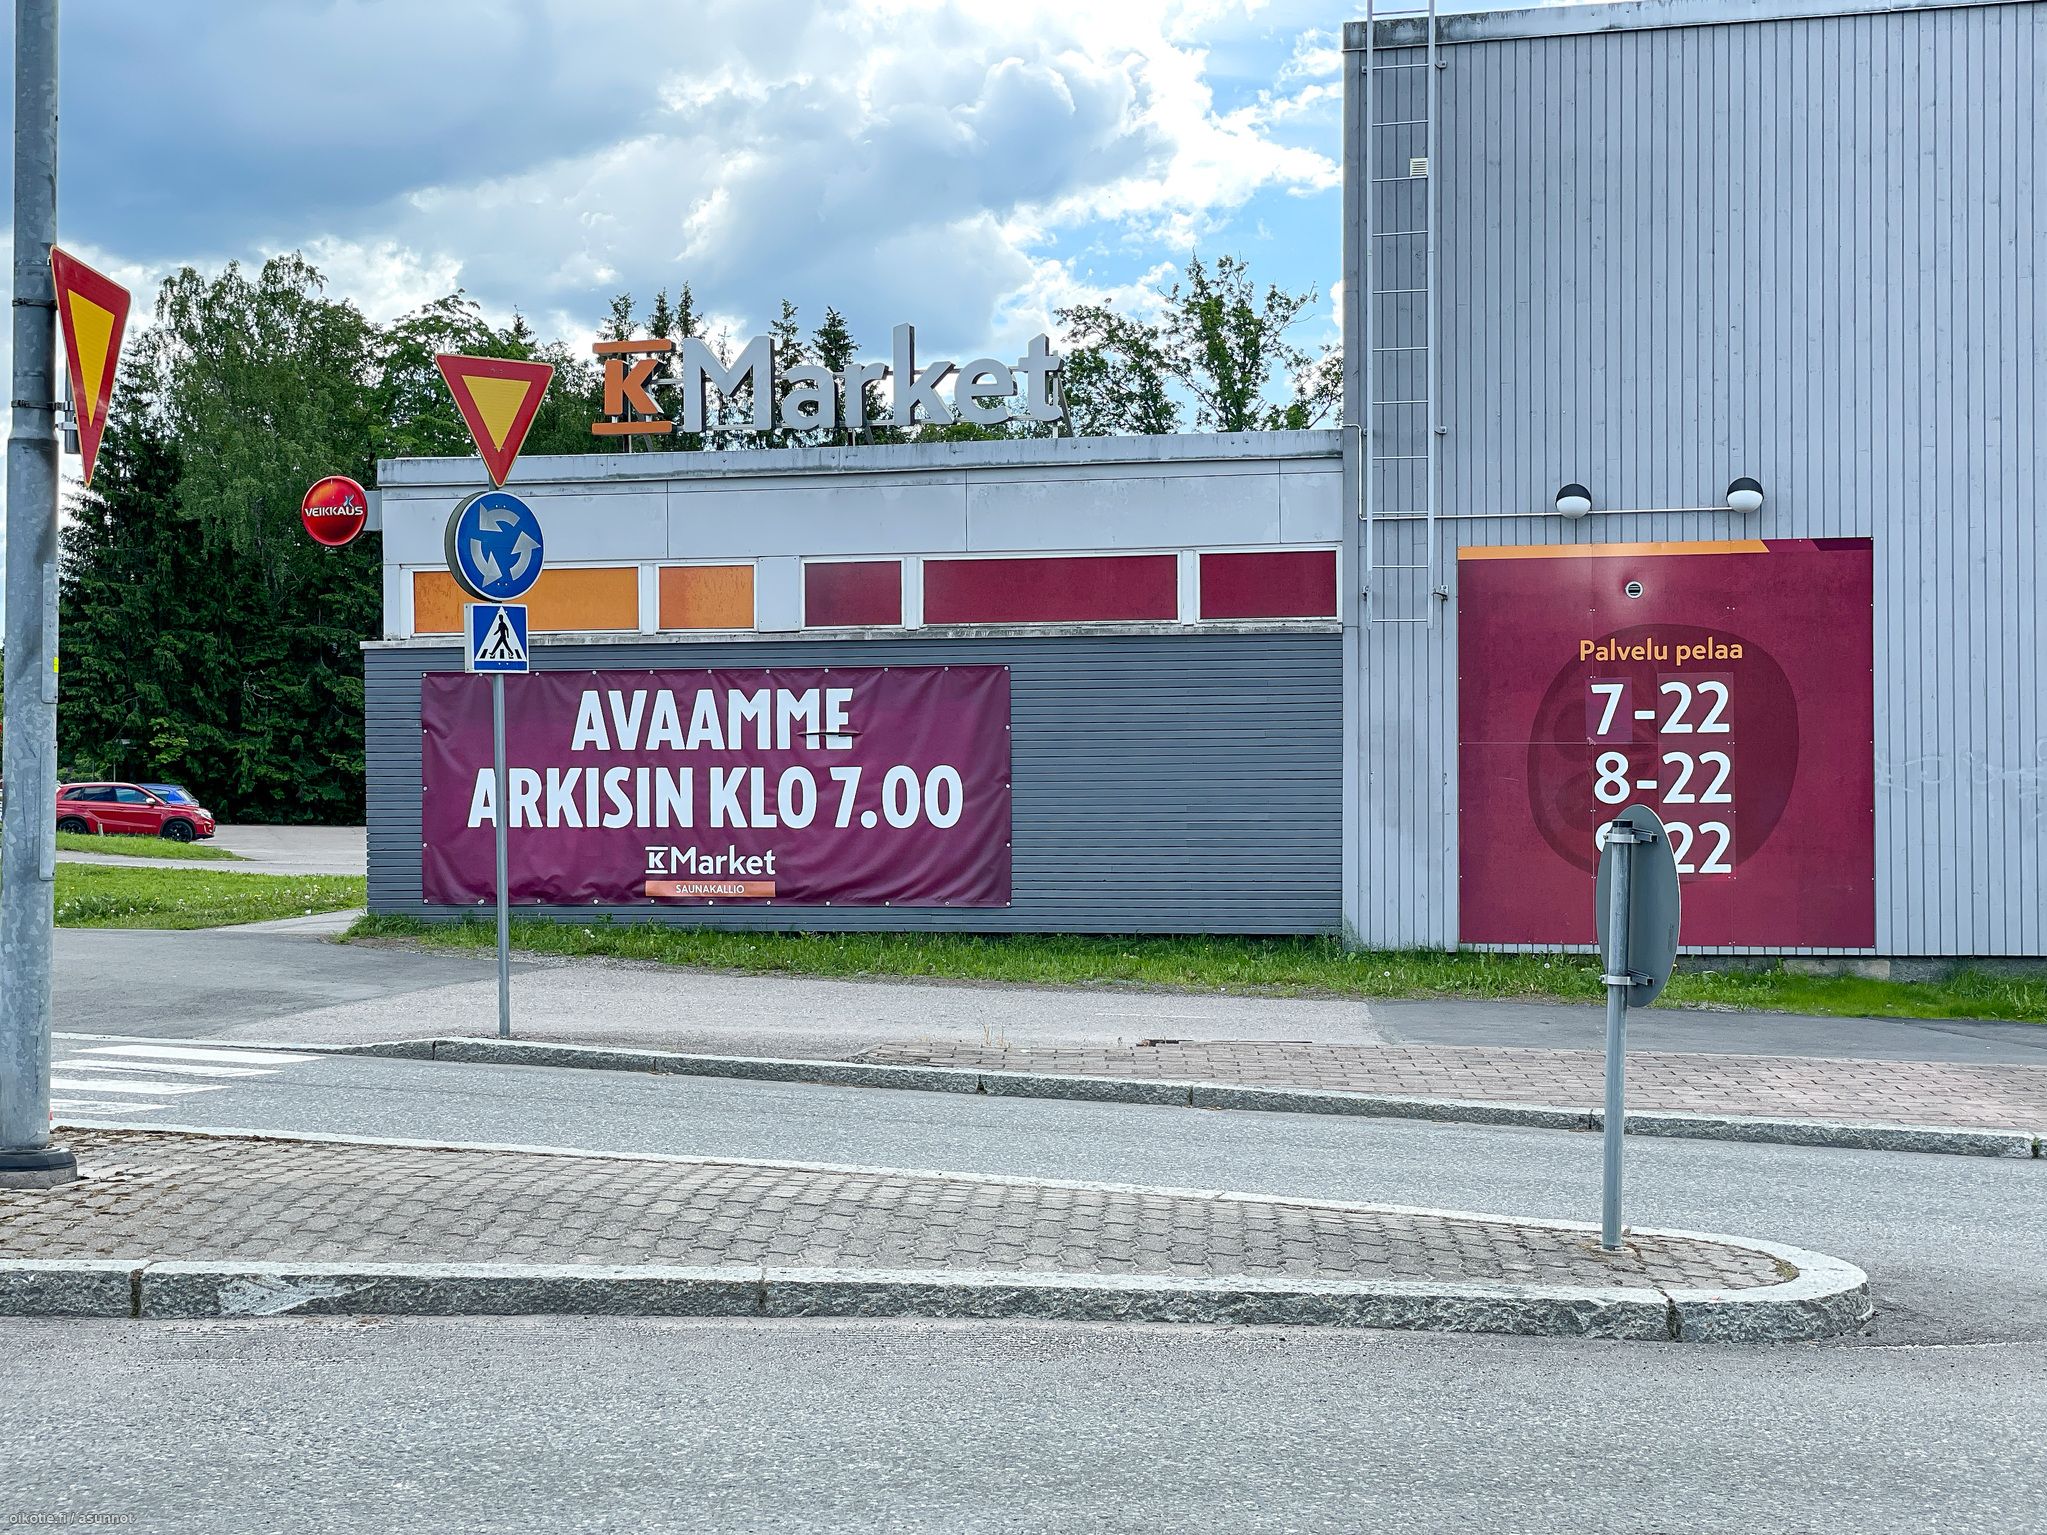 K Market
VEIKKAUS
AVAAMME
ARKISIN KLO 7.00
K Market
SAUNAKALLIO
Palvelu pelaa
7-22
8-22
22
oikotie.fi / asunnot